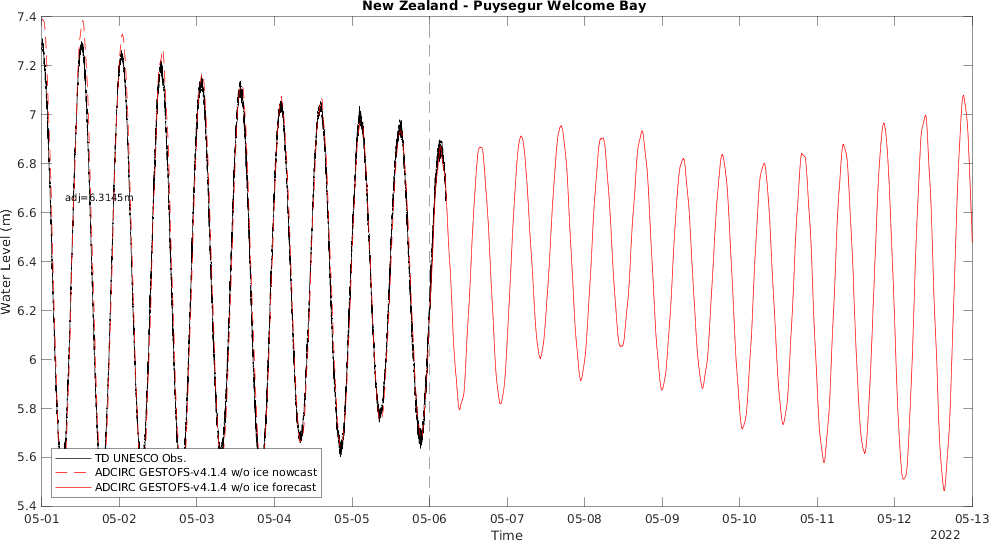 New Zealand - Puysegur Welcome Bay
7.4
7.2
7
6.8
6.6
6.4
6.2
6
5.8
5.6
5.4
Water Level (m)
adj=6.3145m
TD UNESCO Obs.
ADCIRC GESTOFS-v4.1.4 w/o ice nowcast
ADCIRC GESTOFS-v4.1.4 w/o ice forecast
05-01 05-02 05-03 05-04 05-05 05-06 05-07 05-08 05-09 05-10 05-11 05-12 05-13
Time
2022